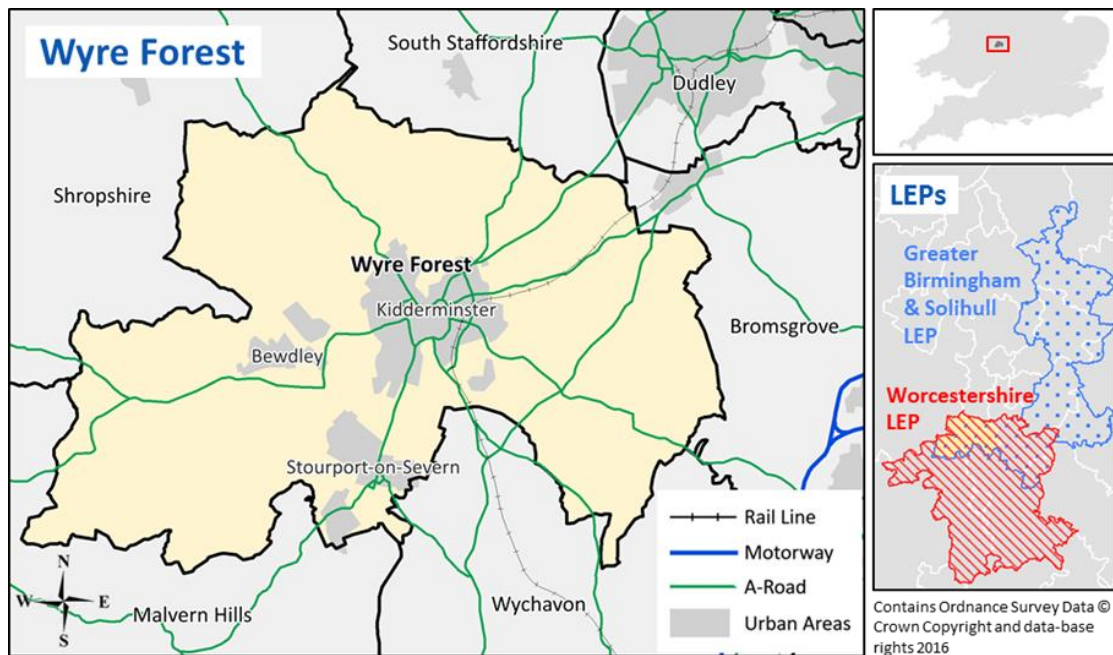 Wyre Forest
South Staffordshire
Dudley
Shropshire
Wyre Forest
Kidderminster
Bewdley
Bromsgrove
Stourport-on-Severn
Malvern Hills
Wychavon
N
W
E
S
Rail Line
Motorway
A-Road
Urban Areas
LEPs
Greater
Birmingham
& Solihull
LEP
Worcestershire
LEP
Contains Ordnance Survey Data ©
Crown Copyright and data-base
rights 2016